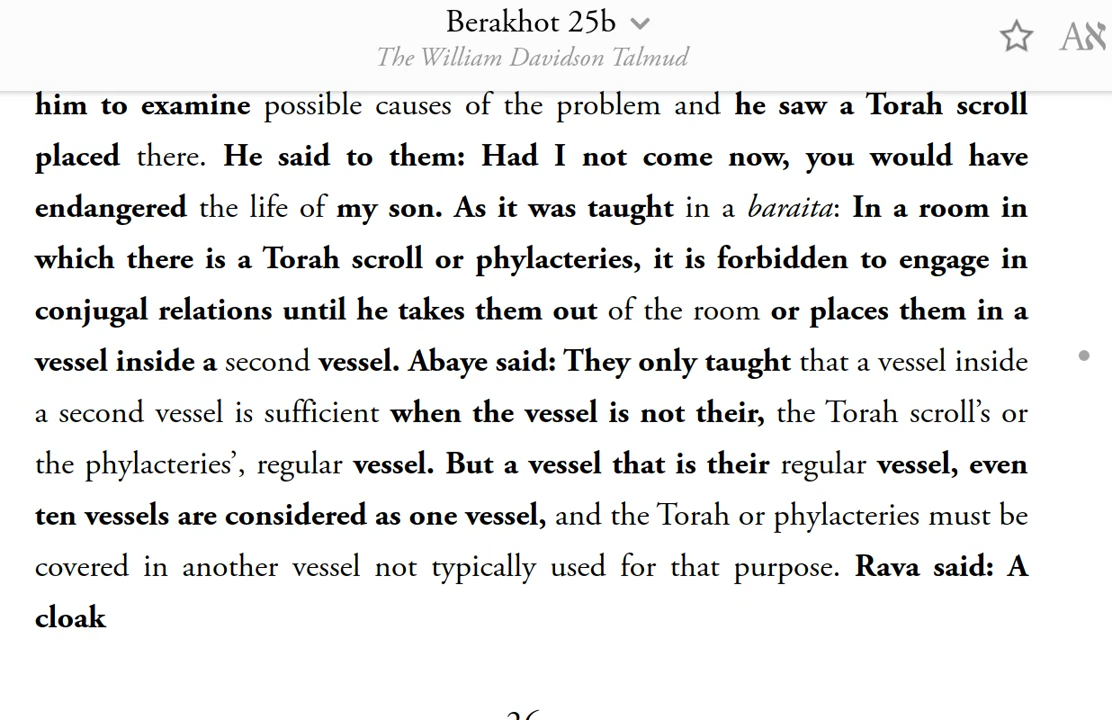 Berakhot 25b
The William Davidson Talmud
Aא
him to examine possible causes of the problem and he saw a Torah scroll
placed there. He said to them: Had I not come now, you would have
endangered the life of my son. As it was taught in a baraita: In a room in
which there is a Torah scroll or phylacteries, it is forbidden to engage in
conjugal relations until he takes them out of the room or places them in a
vessel inside a second vessel. Abaye said: They only taught that a vessel inside
a second vessel is sufficient when the vessel is not their, the Torah scroll’s or
the phylacteries’, regular vessel. But a vessel that is their regular vessel, even
ten vessels are considered as one vessel, and the Torah or phylacteries must be
covered in another vessel not typically used for that purpose. Rava said: A
cloak